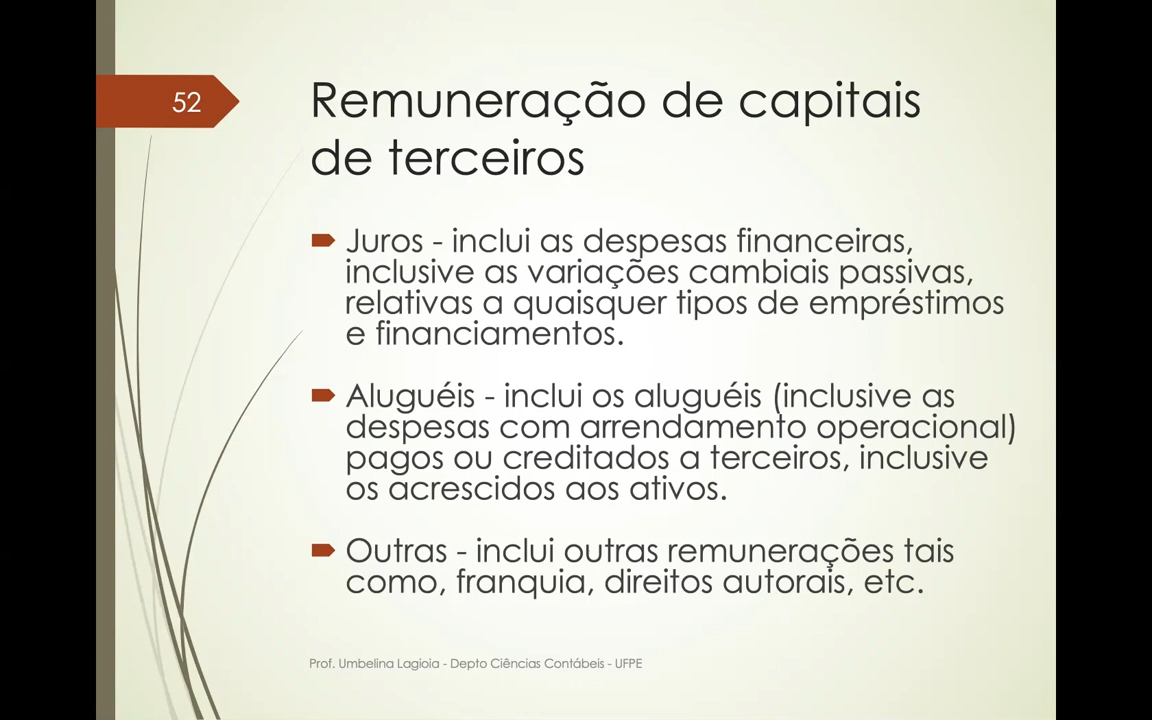 52
Remuneração de capitais
de terceiros
Juros - inclui as despesas financeiras,
inclusive as variações cambiais passivas,
relativas a quaisquer tipos de empréstimos
e financiamentos.
Aluguéis - inclui os aluguéis (inclusive as
despesas com arrendamento operacional)
pagos ou creditados a terceiros, inclusive
os acrescidos aos ativos.
Outras - inclui outras remunerações tais
como, franquia, direitos autorais, etc.
Prof. Umbelina Lagioia - Depto Ciências Contábeis - UFPE